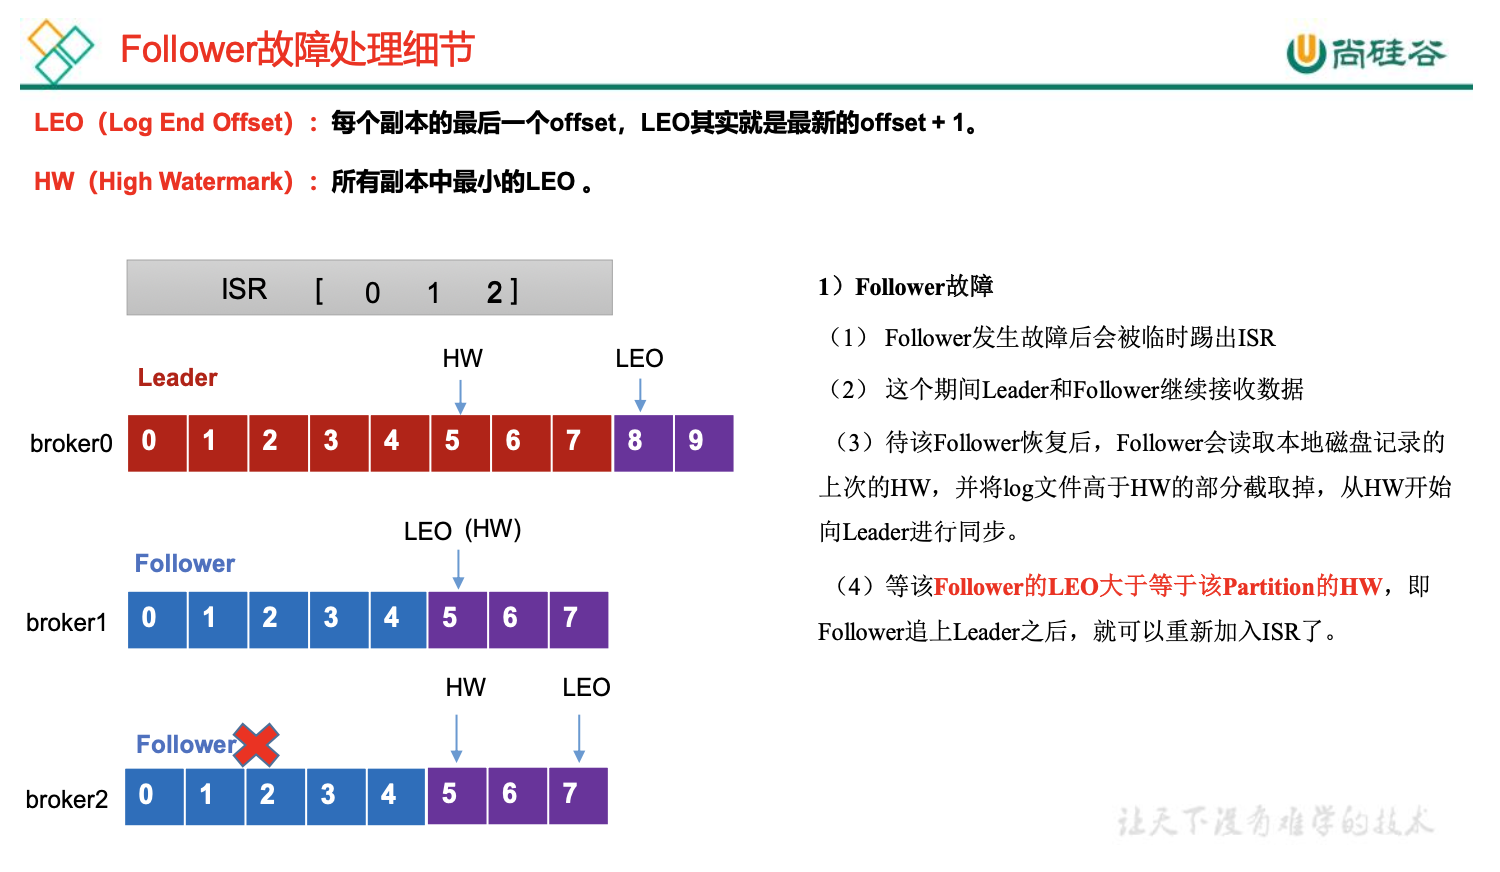 Follower故障处理细节
尚硅谷
LEO（Log End Offset）：每个副本的最后一个offset，LEO其实就是最新的offset + 1。
HW（High Watermark）：所有副本中最小的LEO 。
ISR [ 0 1 2 ]
HW LEO
Leader
broker0 0 1 2 3 4 5 6 7 8 9
LEO (HW)
Follower
broker1 0 1 2 3 4 5 6 7
HW LEO
Follower
broker2 0 1 2 3 4 5 6 7
1）Follower故障
（1） Follower发生故障后会被临时踢出ISR
（2） 这个期间Leader和Follower继续接收数据
（3）待该Follower恢复后，Follower会读取本地磁盘记录的
上次的HW，并将log文件高于HW的部分截取掉，从HW开始
向Leader进行同步。
（4）等该Follower的LEO大于等于该Partition的HW，即
Follower追上Leader之后，就可以重新加入ISR了。
让天下没有难学的技术